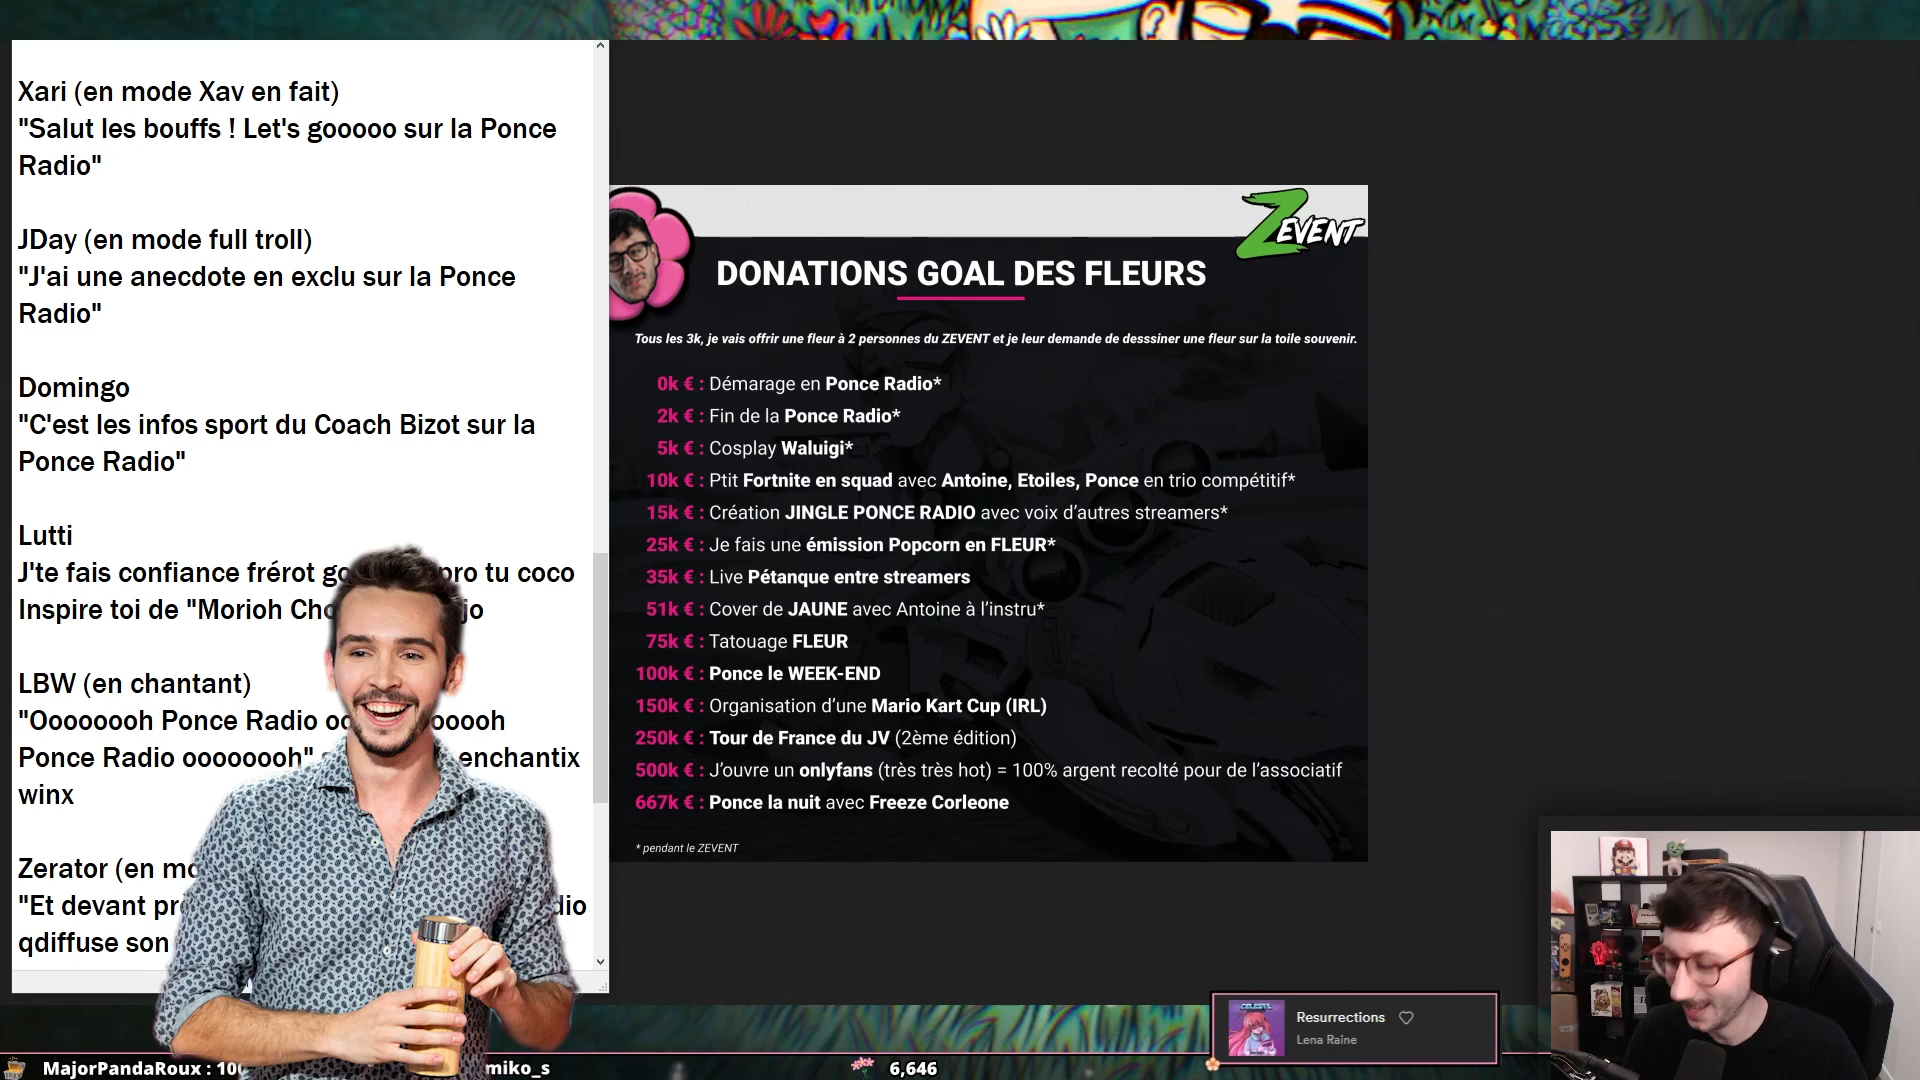 Xari (en mode Xav en fait)
"Salut les bouffs ! Let's gooooo sur la Ponce
Radio"
JDay (en mode full troll)
"J'ai une anecdote en exclu sur la Ponce
Radio"
Domingo
"C'est les infos sport du Coach Bizot sur la
Ponce Radio"
Lutti
J'te fais confiance frérot pro tu coco
Inspire toi de "Morioh
LBW (en chantant)
"Oooooooh Ponce Radio
Ponce Radio oooooooh" enchantix
winx
Zerator (en
"Et devant
qdiffuse son
ZEVENT
DONATIONS GOAL DES FLEURS
Tous les 3k, je vais offrir une fleur à 2 personnes du ZEVENT et je leur demande de desssiner une fleur sur la toile souvenir.
0k € : Démarage en Ponce Radio*
2k € : Fin de la Ponce Radio*
5k € : Cosplay Waluigi*
10k € : Ptit Fortnite en squad avec Antoine, Etoiles, Ponce en trio compétitif*
15k € : Création JINGLE PONCE RADIO avec voix d'autres streamers*
25k € : Je fais une émission Popcorn en FLEUR*
35k € : Live Pétanque entre streamers
51k € : Cover de JAUNE avec Antoine à l'instru*
75k € : Tatouage FLEUR
100k € : Ponce le WEEK-END
150k € : Organisation d'une Mario Kart Cup (IRL)
250k € : Tour de France du JV (2ème édition)
500k € : J'ouvre un onlyfans (très très hot) = 100% argent recolté pour de l'associatif
667k € : Ponce la nuit avec Freeze Corleone
* pendant le ZEVENT
CELESTE
Resurrections
Lena Raine
MajorPandaRoux :
6,646